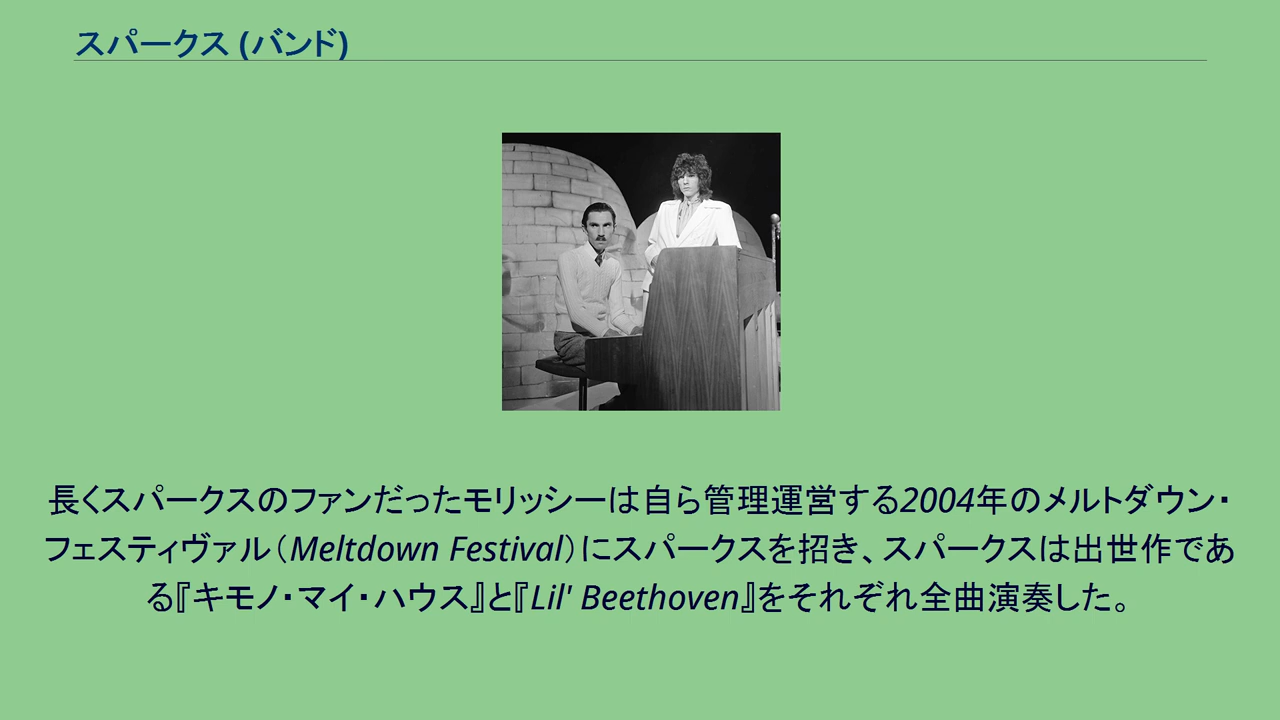 スパークス (バンド)
長くスパークスのファンだったモリッシーは自ら管理運営する2004年のメルトダウン・
フェスティヴァル（Meltdown Festival）にスパークスを招き、スパークスは出世作であ
る『キモノ・マイ・ハウス』と『Lil' Beethoven』をそれぞれ全曲演奏した。